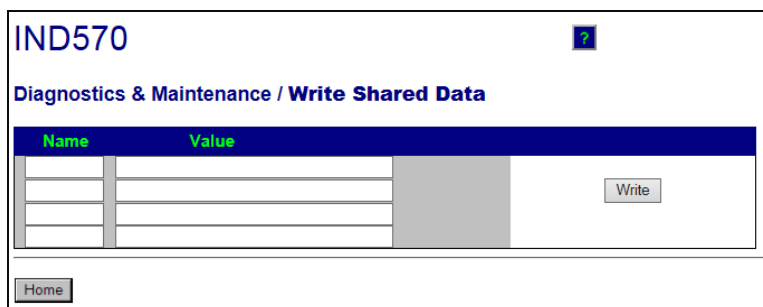 IND570
?
Diagnostics & Maintenance / Write Shared Data
Name Value
Write
Home